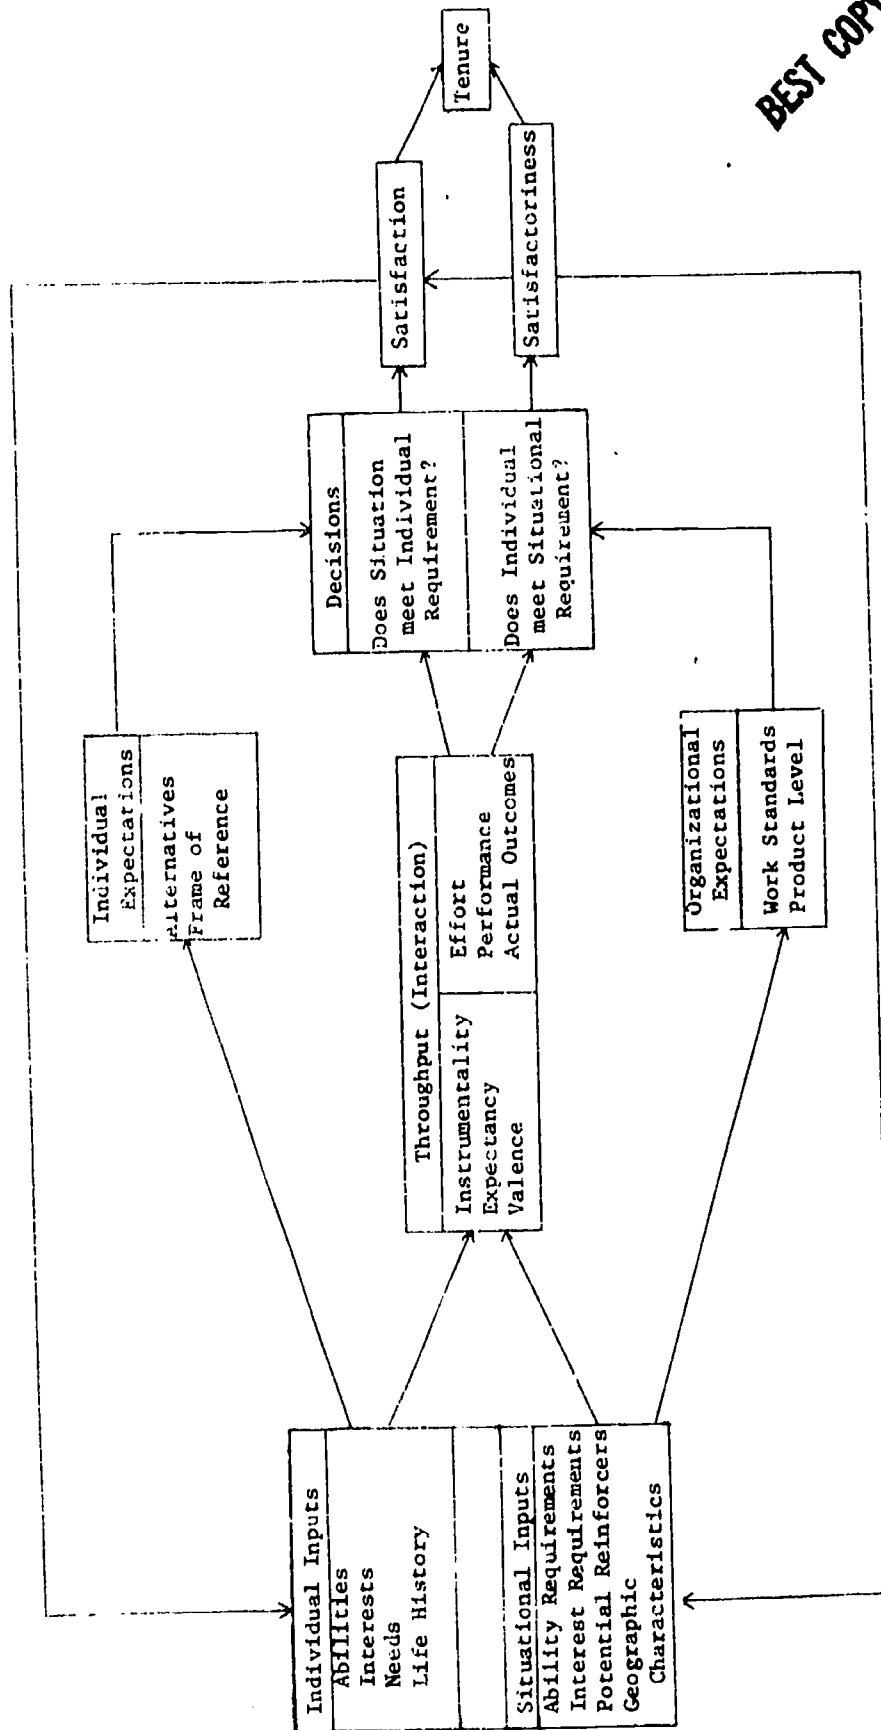 Individual Inputs
Abilities
Interests
Needs
Life History
Situational Inputs
Ability Requirements
Interest Requirements
Potential Reinforcers
Geographic
Characteristics
Individual
Expectations
Alternatives
Frame of
Reference
Throughput (Interaction)
Instrumentality
Expectancy
Valence
Effort
Performance
Actual Outcomes
Organizational
Expectations
Work Standards
Product Level
Decisions
Does Situation
meet Individual
Requirement?
Does Individual
meet Situational
Requirement?
Satisfaction
Satisfactoriness
Tenure
BEST COPY